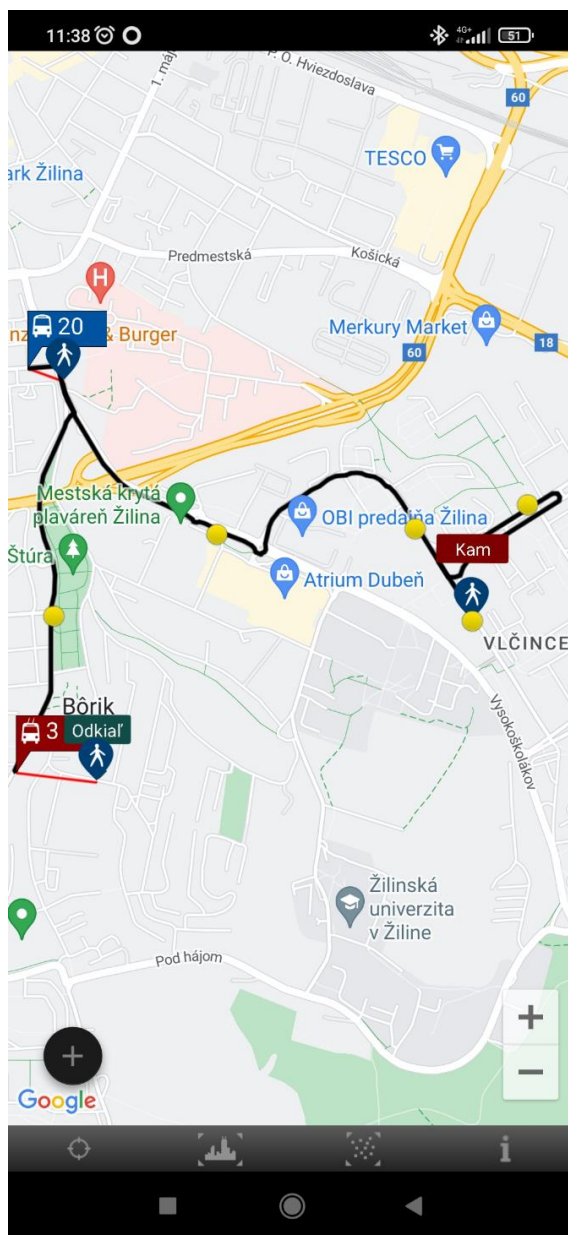 11:38
4G+
51
1. máj
P. O. Hviezdoslava
60
TESCO
ark Žilina
Predmestská
Košická
H
20
& Burger
Merkury Market
60
18
Mestská krytá
plaváreň Žilina
OBI predajňa Žilina
Štúra
Kam
Atrium Dubeň
VLČINCE
Bôrik
3
Odkiaľ
Vysokoškolákov
Žilinská
univerzita
v Žiline
Pod hájom
+
−
+
Google
i